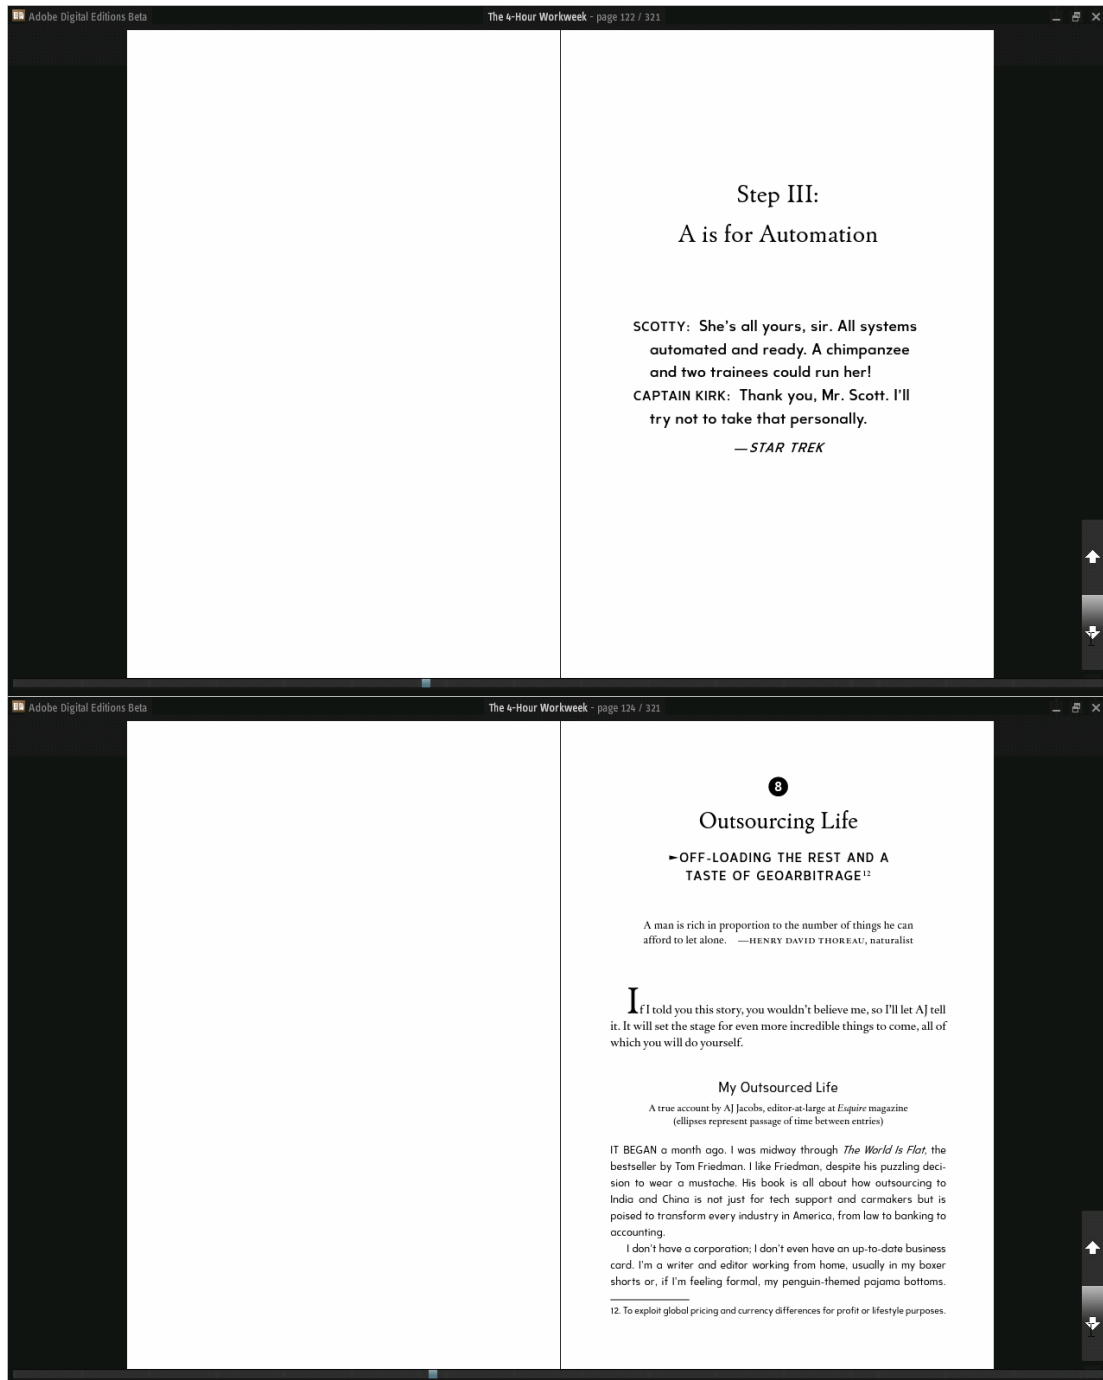 Adobe Digital Editions Beta
The 4-Hour Workweek - page 122 / 321
Step III:
A is for Automation
SCOTTY: She's all yours, sir. All systems
automated and ready. A chimpanzee
and two trainees could run her!
CAPTAIN KIRK: Thank you, Mr. Scott. I'll
try not to take that personally.
—STAR TREK
Adobe Digital Editions Beta
The 4-Hour Workweek - page 124 / 321
8
Outsourcing Life
►OFF-LOADING THE REST AND A
TASTE OF GEOARBITRAGE¹²
A man is rich in proportion to the number of things he can
afford to let alone. —HENRY DAVID THOREAU, naturalist
If I told you this story, you wouldn't believe me, so I'll let AJ tell
it. It will set the stage for even more incredible things to come, all of
which you will do yourself.
My Outsourced Life
A true account by AJ Jacobs, editor-at-large at Esquire magazine
(ellipses represent passage of time between entries)
IT BEGAN a month ago. I was midway through The World Is Flat, the
bestseller by Tom Friedman. I like Friedman, despite his puzzling deci-
sion to wear a mustache. His book is all about how outsourcing to
India and China is not just for tech support and carmakers but is
poised to transform every industry in America, from law to banking to
accounting.
I don't have a corporation; I don't even have an up-to-date business
card. I'm a writer and editor working from home, usually in my boxer
shorts or, if I'm feeling formal, my penguin-themed pajama bottoms.
12. To exploit global pricing and currency differences for profit or lifestyle purposes.